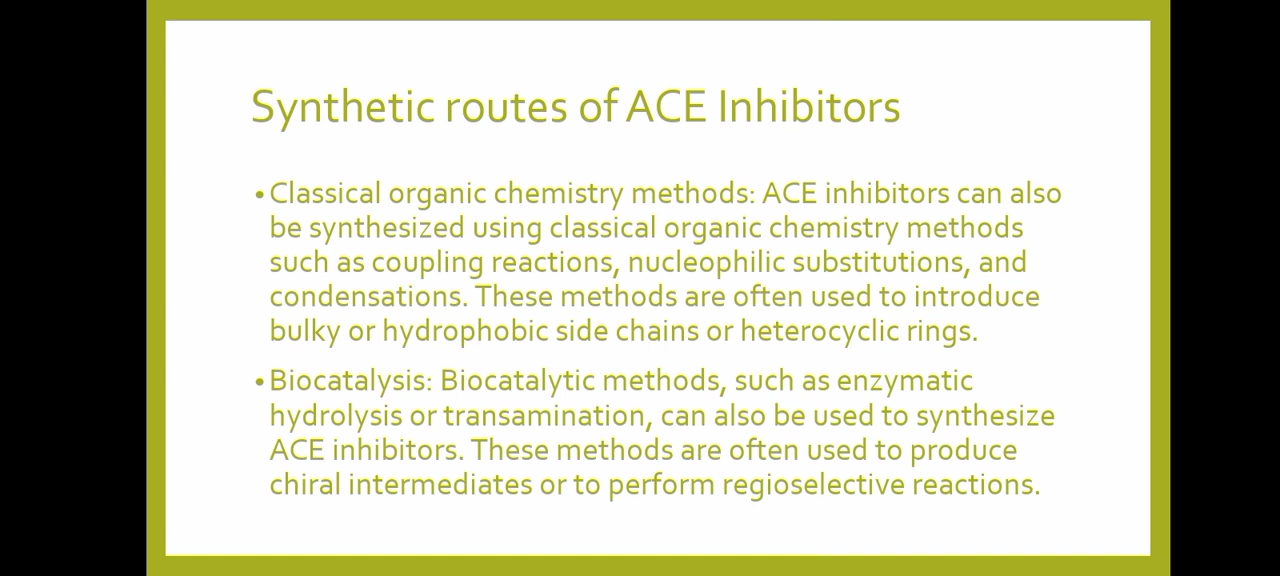 Synthetic routes of ACE Inhibitors
• Classical organic chemistry methods: ACE inhibitors can also
be synthesized using classical organic chemistry methods
such as coupling reactions, nucleophilic substitutions, and
condensations. These methods are often used to introduce
bulky or hydrophobic side chains or heterocyclic rings.
• Biocatalysis: Biocatalytic methods, such as enzymatic
hydrolysis or transamination, can also be used to synthesize
ACE inhibitors. These methods are often used to produce
chiral intermediates or to perform regioselective reactions.